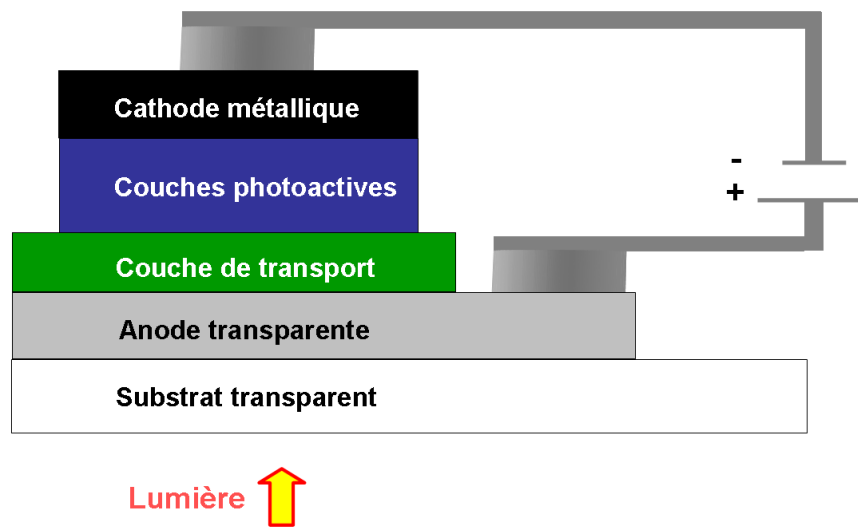 Cathode métallique
Couches photoactives
-
+
Couche de transport
Anode transparente
Substrat transparent
Lumière